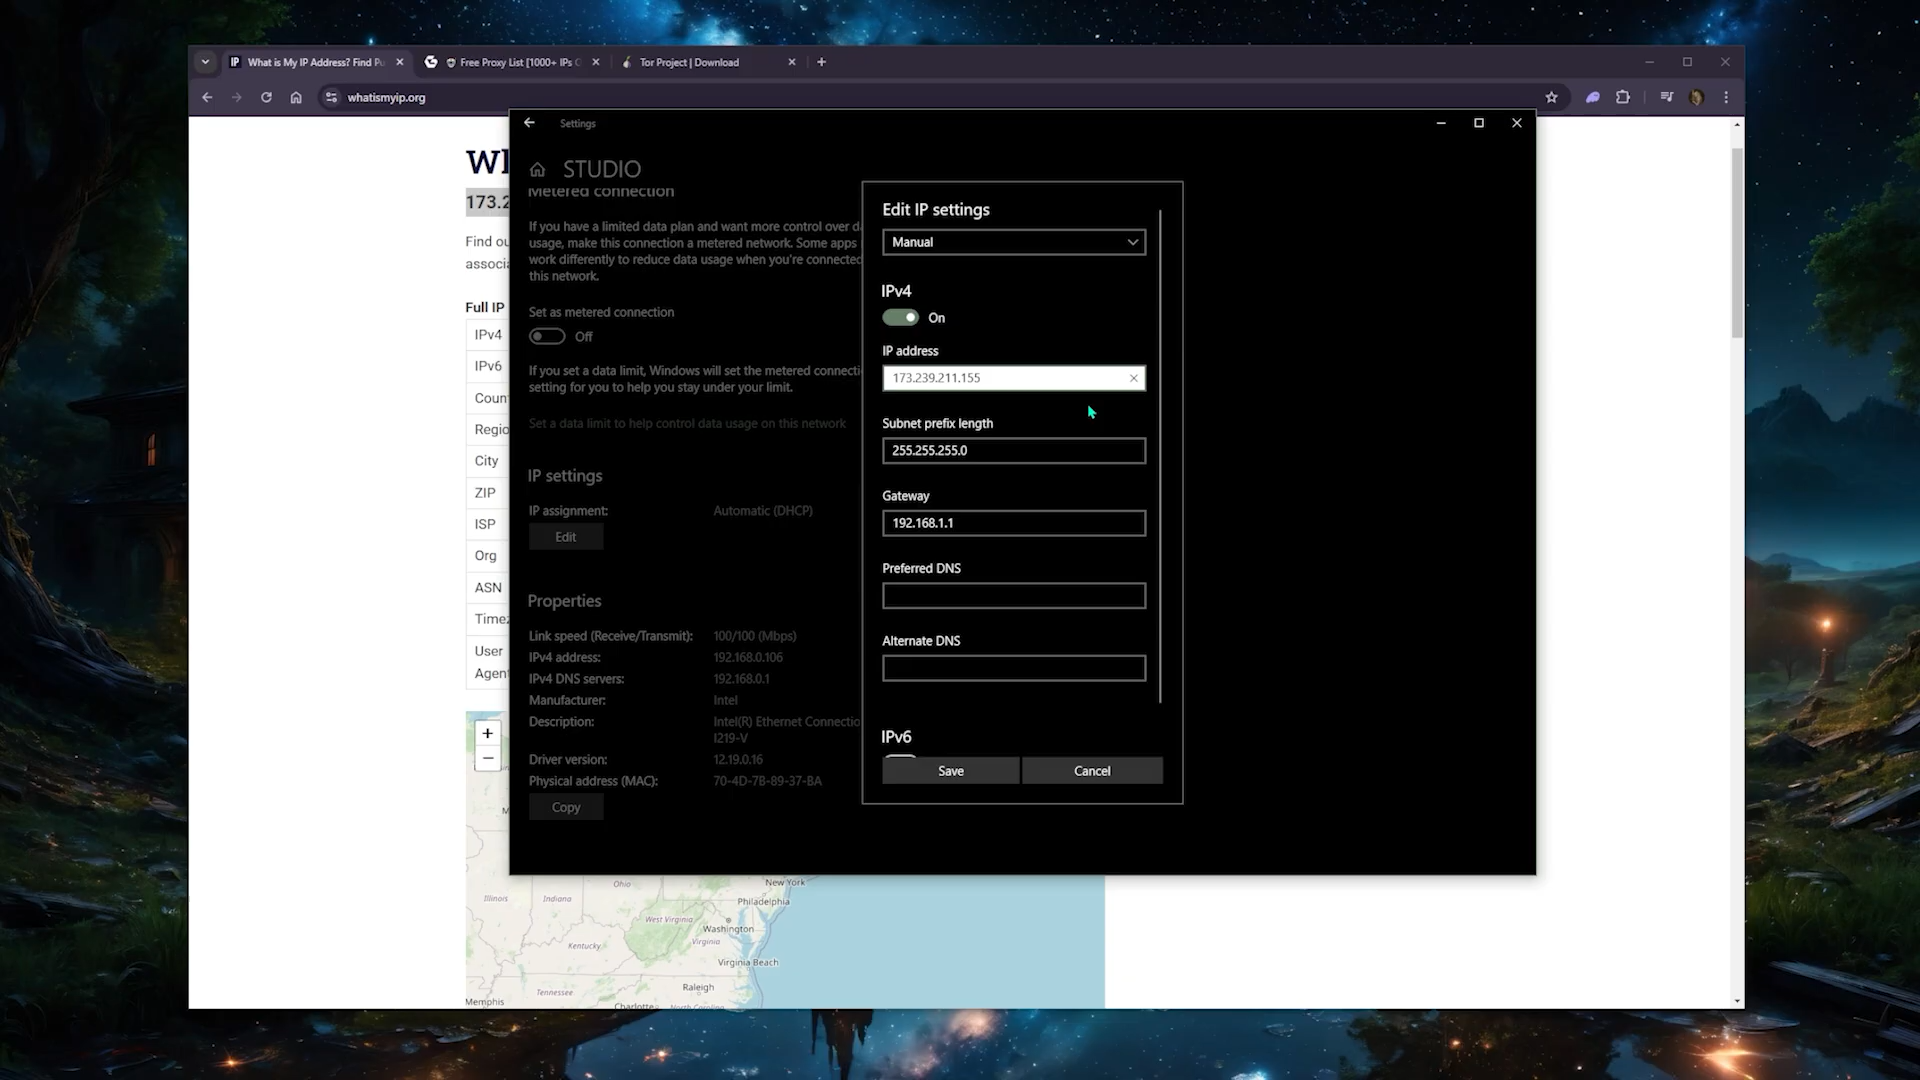 What is My IP Address? Find Pu
Free Proxy List [1000+ IPs
Tor Project | Download
whatismyip.org
173.2
Find ou
associ
Full IP
IPv4
IPv6
Coun
Regio
City
ZIP
ISP
Org
ASN
Timez
User
Agen
Settings
STUDIO
Metered connection
If you have a limited data plan and want more control over d
usage, make this connection a metered network. Some apps
work differently to reduce data usage when you're connected
this network.
Set as metered connection
Off
If you set a data limit, Windows will set the metered connecti
setting for you to help you stay under your limit.
Set a data limit to help control data usage on this network
IP settings
IP assignment: Automatic (DHCP)
Edit
Properties
Link speed (Receive/Transmit): 100/100 (Mbps)
IPv4 address: 192.168.0.106
IPv4 DNS servers: 192.168.0.1
Manufacturer: Intel
Description: Intel(R) Ethernet Connectio
I219-V
Driver version: 12.19.0.16
Physical address (MAC): 70-4D-7B-89-37-BA
Copy
Edit IP settings
Manual
IPv4
On
IP address
173.239.211.155
Subnet prefix length
255.255.255.0
Gateway
192.168.1.1
Preferred DNS
Alternate DNS
IPv6
Save Cancel
+
−
New York
Ohio
Illinois
Indiana
Philadelphia
West Virginia
Washington
Virginia
Kentucky
Virginia Beach
Raleigh
Tennessee
Memphis
Charlotte
North Carolina